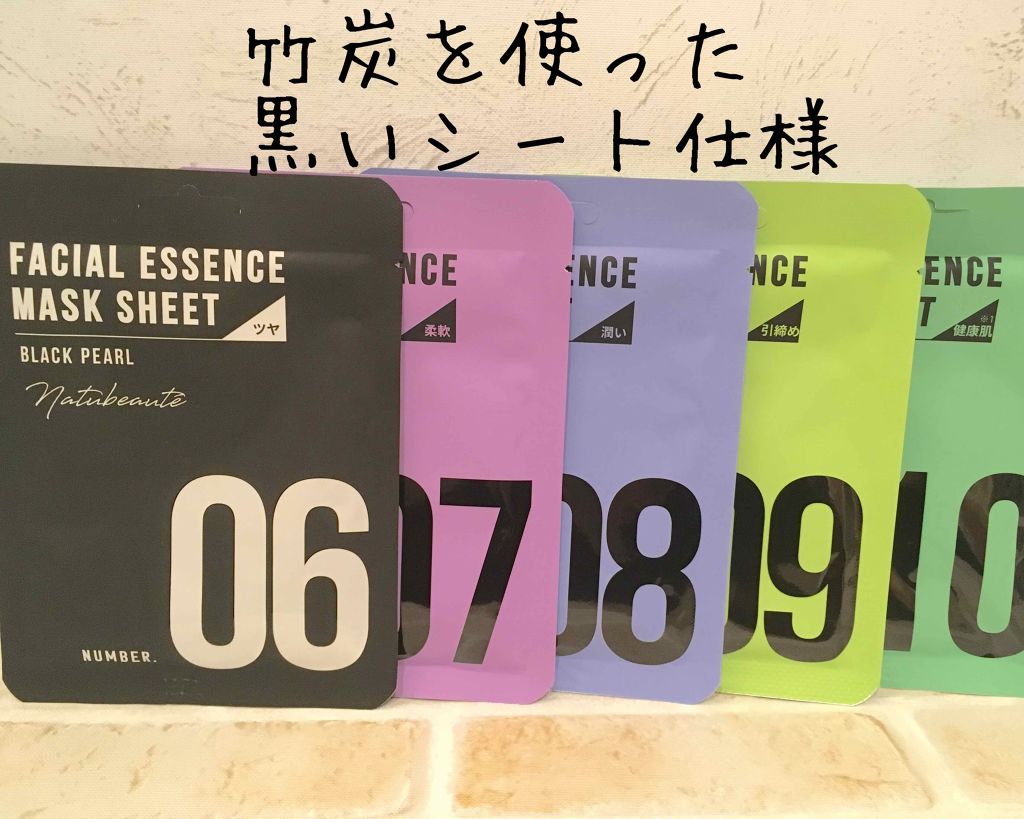 竹炭を使った
黒いシート仕様
FACIAL ESSENCE
MASK SHEET
ツヤ
BLACK PEARL
Natubeauté
06
NUMBER.
NCE
柔軟
07
ENCE
潤い
08
NCE
引締め
09
ENCE
T
※1
健康肌
10